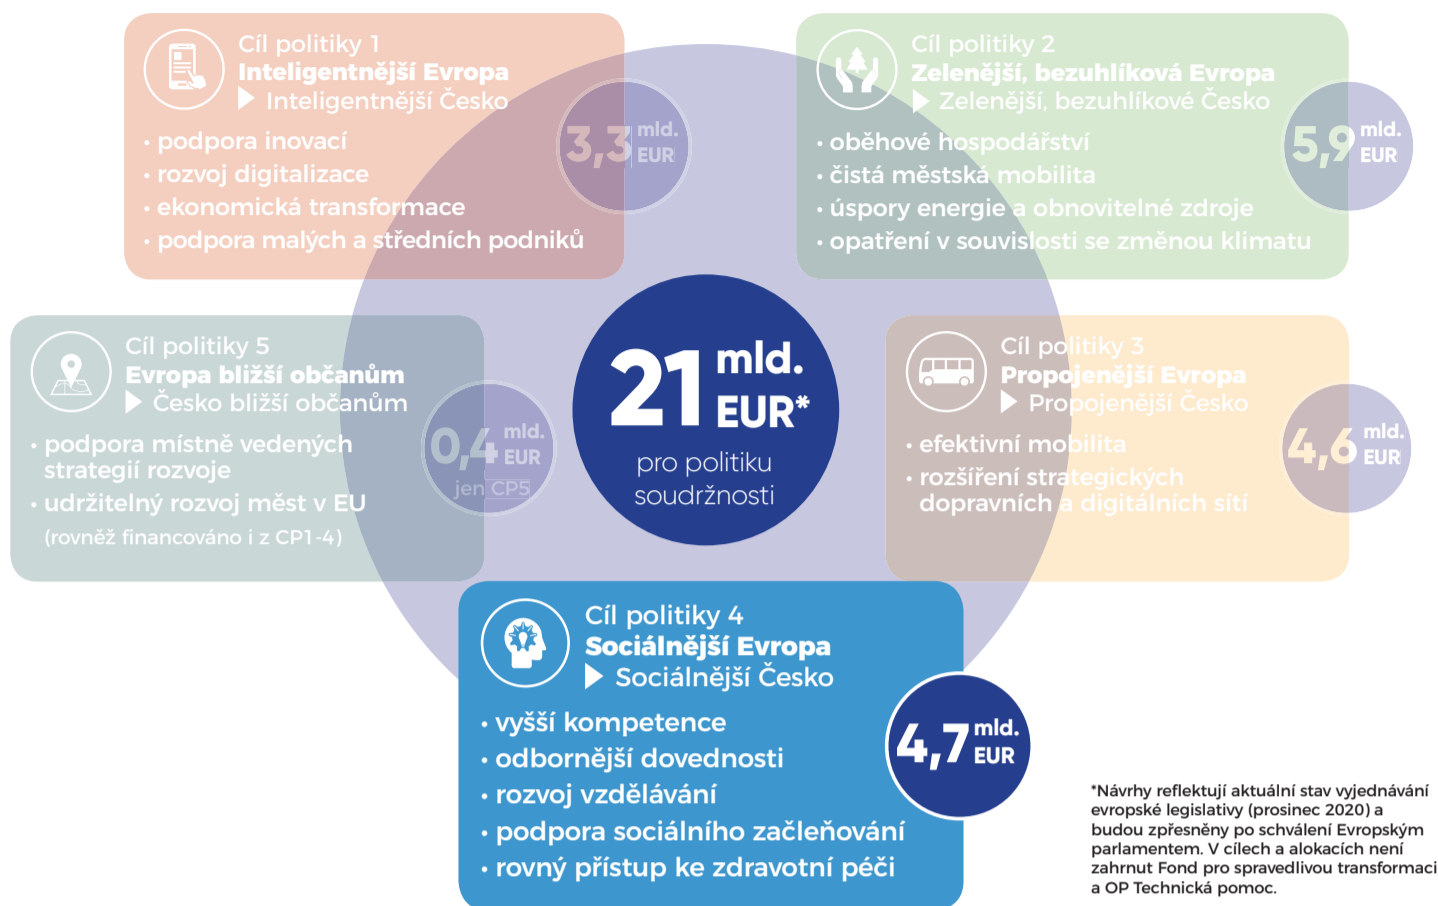 Cíl politiky 1
Inteligentnější Evropa
Inteligentnější Česko
• podpora inovací
• rozvoj digitalizace
• ekonomická transformace
• podpora malých a středních podniků
3,3 mld.
EUR
Cíl politiky 2
Zelenější, bezuhlíková Evropa
Zelenější, bezuhlíkové Česko
• oběhové hospodářství
• čistá městská mobilita
• úspory energie a obnovitelné zdroje
• opatření v souvislosti se změnou klimatu
5,9 mld.
EUR
Cíl politiky 5
Evropa bližší občanům
Česko bližší občanům
• podpora místně vedených
strategií rozvoje
• udržitelný rozvoj měst v EU
(rovněž financováno i z CP1-4)
0,4 mld.
EUR
jen CP5
21 mld.
EUR*
pro politiku
soudržnosti
Cíl politiky 3
Propojenější Evropa
Propojenější Česko
• efektivní mobilita
• rozšíření strategických
dopravních a digitálních sítí
4,6 mld.
EUR
Cíl politiky 4
Sociálnější Evropa
Sociálnější Česko
• vyšší kompetence
• odbornější dovednosti
• rozvoj vzdělávání
• podpora sociálního začleňování
• rovný přístup ke zdravotní péči
4,7 mld.
EUR
*Návrhy reflektují aktuální stav vyjednávání
evropské legislativy (prosinec 2020) a
budou zpřesněny po schválení Evropským
parlamentem. V cílech a alokacích není
zahrnut Fond pro spravedlivou transformaci
a OP Technická pomoc.